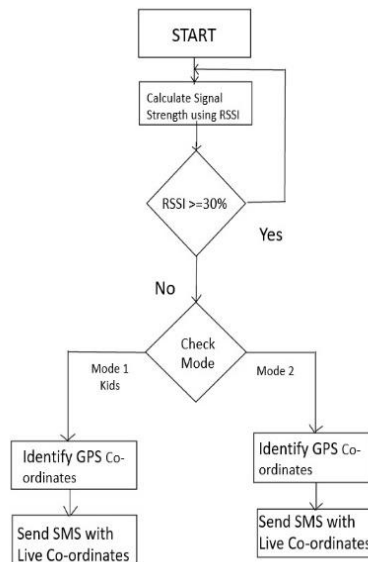 START
Calculate Signal
Strength using RSSI
RSSI >=30%
Yes
No
Check
Mode
Mode 1
Kids
Mode 2
Identify GPS Co-
ordinates
Identify GPS Co-
ordinates
Send SMS with
Live Co-ordinates
Send SMS with
Live Co-ordinates